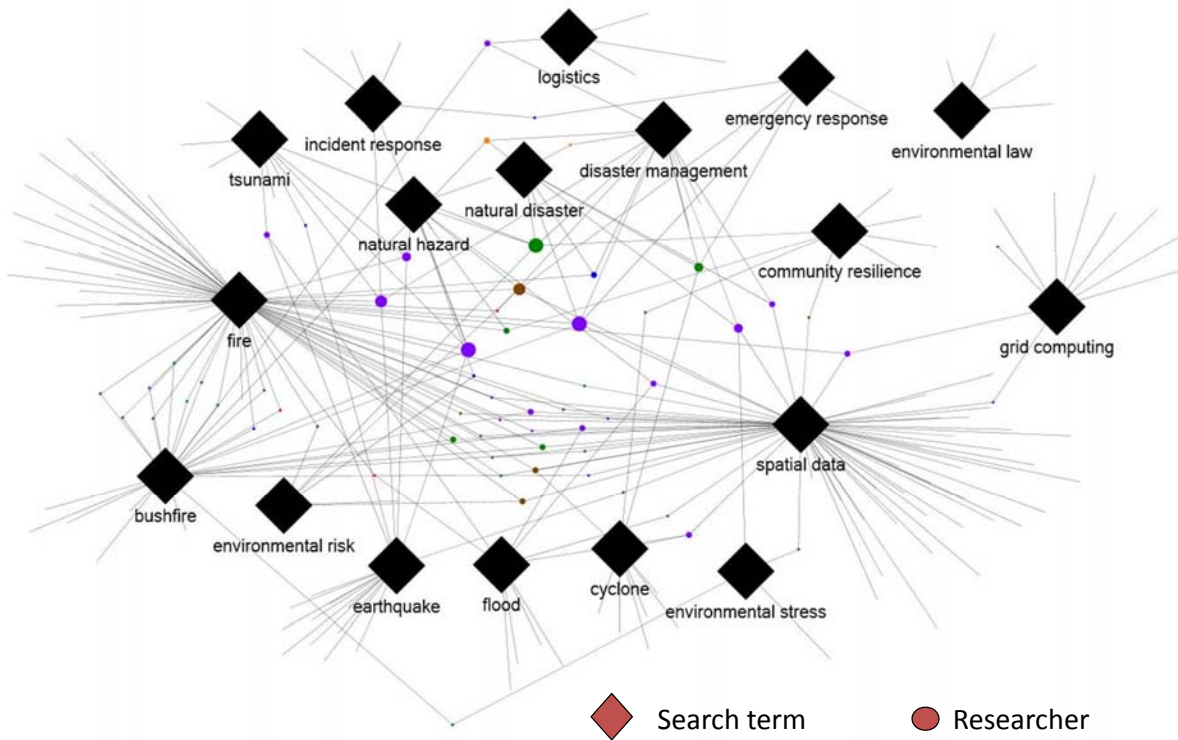 logistics
emergency response
incident response
environmental law
disaster management
tsunami
natural disaster
natural hazard
community resilience
fire
grid computing
spatial data
bushfire
environmental risk
earthquake
flood
cyclone
environmental stress
Search term
Researcher